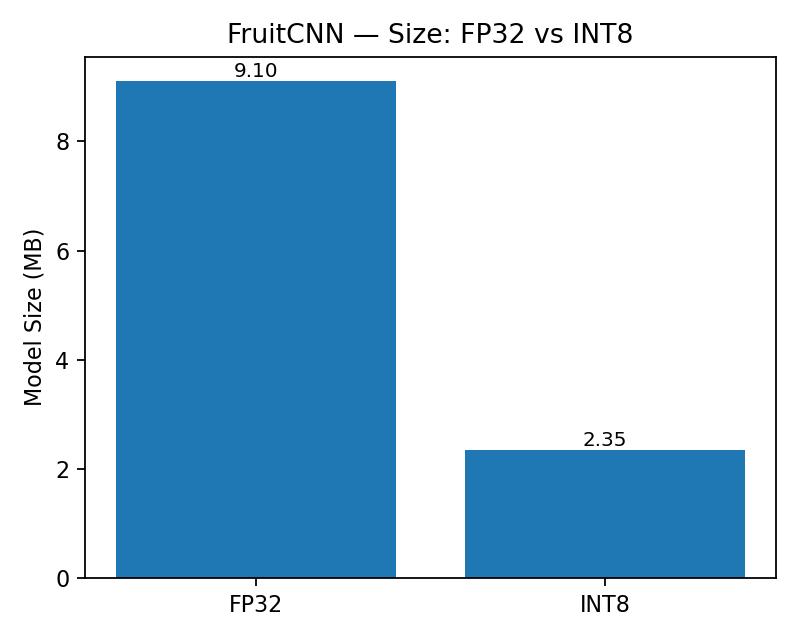 FruitCNN — Size: FP32 vs INT8
9.10
8
6
4
2.35
2
0
Model Size (MB)
FP32
INT8